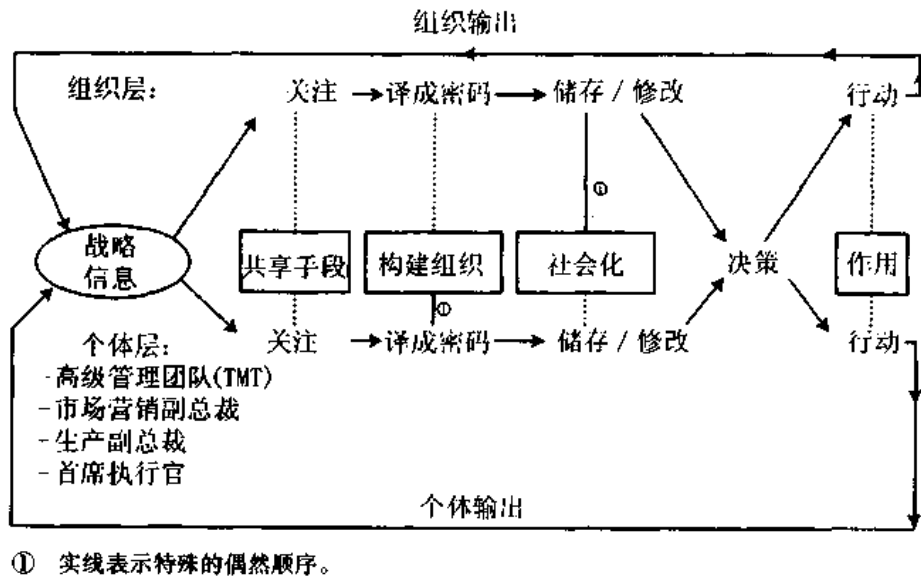 组织输出
组织层: 关注 译成密码 储存 / 修改 行动
①
战略
信息
共享手段 构建组织 社会化 决策 作用
①
个体层: 关注 译成密码 储存 / 修改 行动
-高级管理团队(TMT)
-市场营销副总裁
-生产副总裁
-首席执行官
个体输出
① 实线表示特殊的偶然顺序。